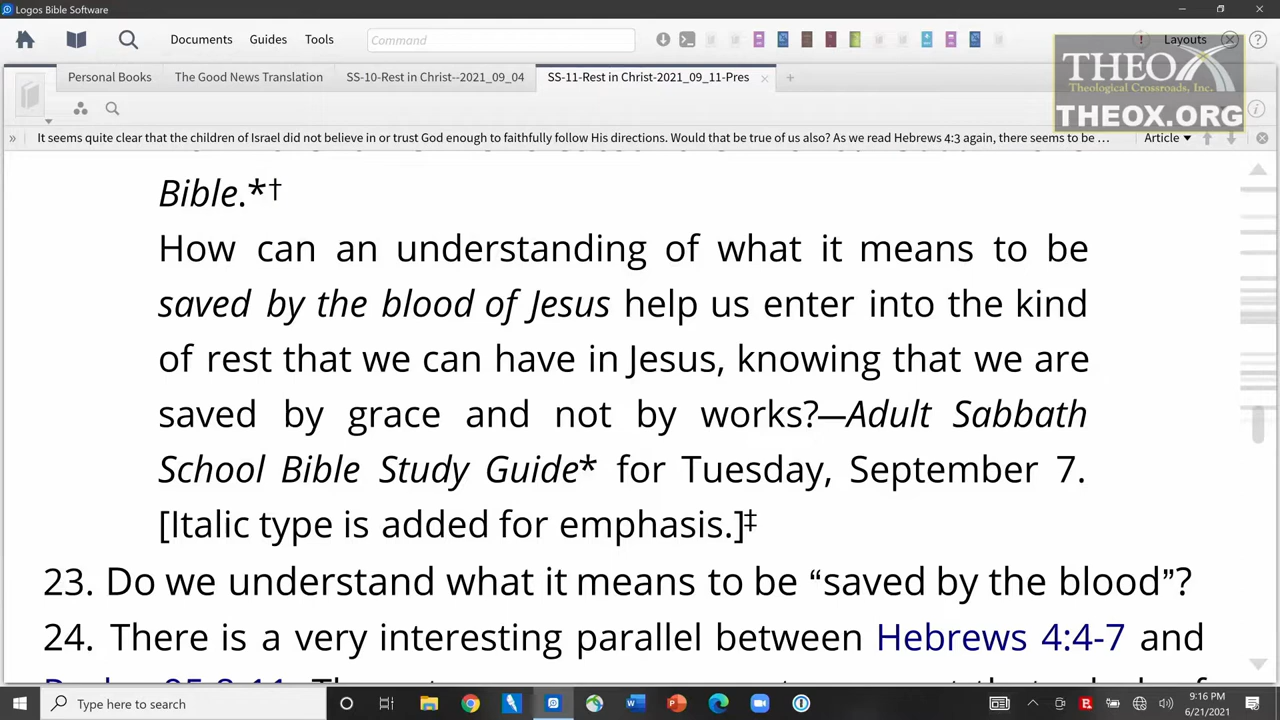 Logos Bible Software
Documents Guides Tools Command Layouts
THEOX
Theological Crossroads, Inc.
THEOX.ORG
Personal Books The Good News Translation SS-10-Rest in Christ--2021_09_04 SS-11-Rest in Christ-2021_09_11-Pres
It seems quite clear that the children of Israel did not believe in or trust God enough to faithfully follow His directions. Would that be true of us also? As we read Hebrews 4:3 again, there seems to be ... Article
Bible.*†
How can an understanding of what it means to be
saved by the blood of Jesus help us enter into the kind
of rest that we can have in Jesus, knowing that we are
saved by grace and not by works?—Adult Sabbath
School Bible Study Guide* for Tuesday, September 7.
[Italic type is added for emphasis.]‡
23. Do we understand what it means to be “saved by the blood”?
24. There is a very interesting parallel between Hebrews 4:4-7 and
Type here to search
9:16 PM
6/21/2021